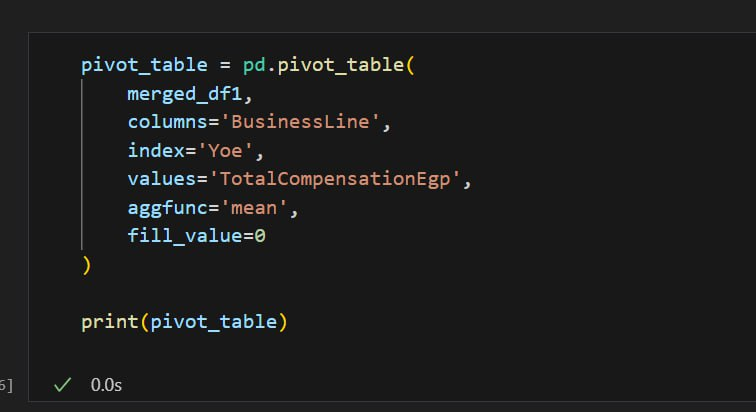 pivot_table = pd.pivot_table(
    merged_df1,
    columns='BusinessLine',
    index='Yoe',
    values='TotalCompensationEgp',
    aggfunc='mean',
    fill_value=0
)
print(pivot_table)
6] ✓ 0.0s